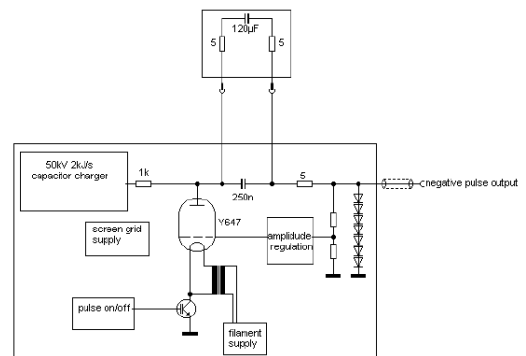 120µF
5
5
50kV 2kJ/s
capacitor charger
1k
250n
5
negative pulse output
Y647
screen grid
supply
amplidude
regulation
pulse on/off
filament
supply